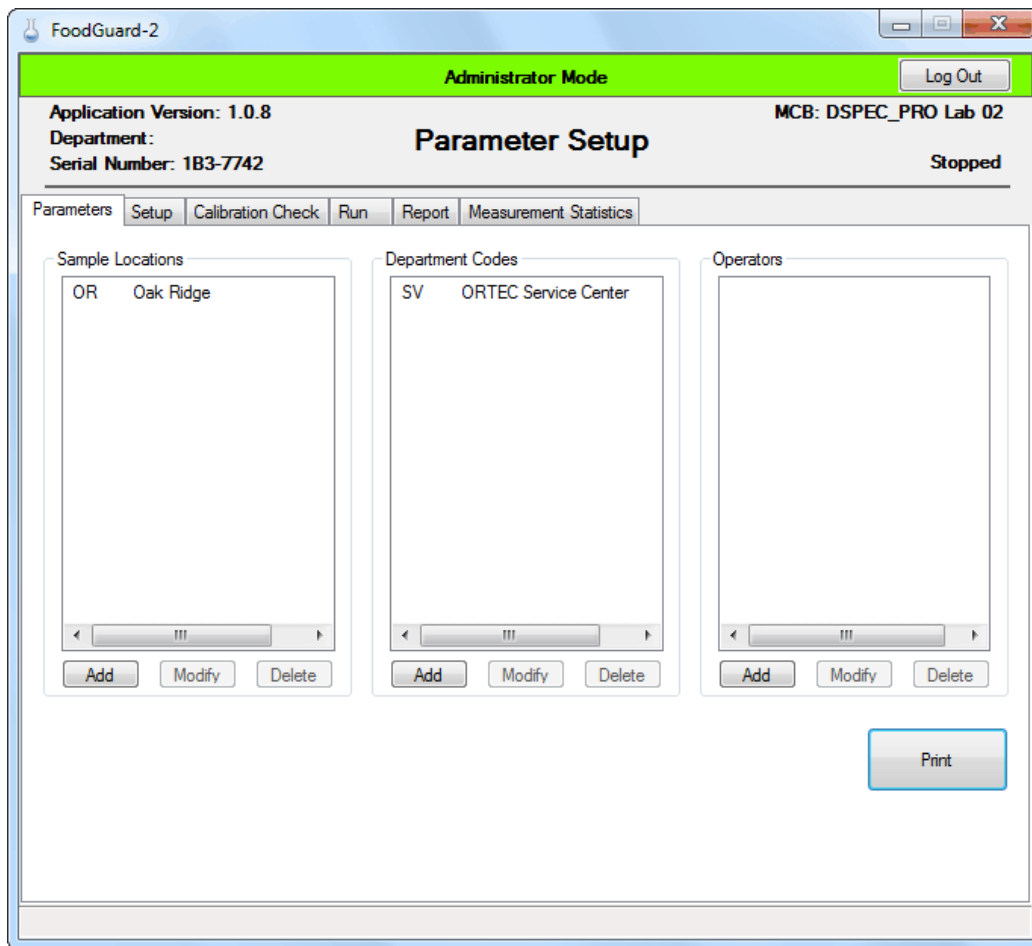 FoodGuard-2
Administrator Mode
Log Out
Application Version: 1.0.8
MCB: DSPEC_PRO Lab 02
Department:
Parameter Setup
Serial Number: 1B3-7742
Stopped
Parameters Setup Calibration Check Run Report Measurement Statistics
Sample Locations
OR Oak Ridge
Add Modify Delete
Department Codes
SV ORTEC Service Center
Add Modify Delete
Operators
Add Modify Delete
Print